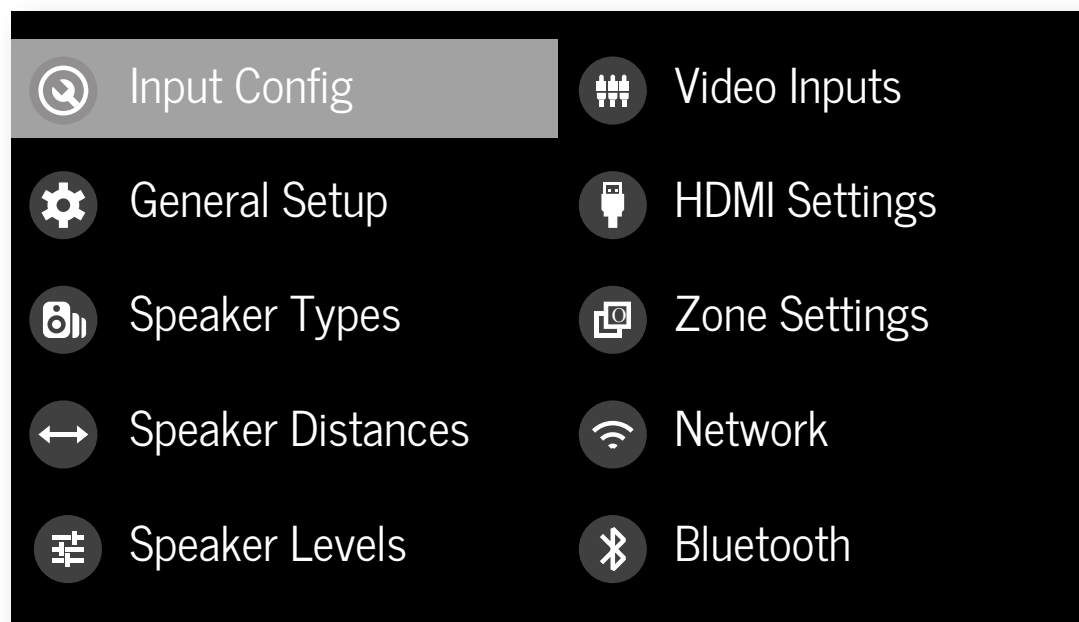 Input Config
General Setup
Speaker Types
Speaker Distances
Speaker Levels
Video Inputs
HDMI Settings
O
Zone Settings
Network
Bluetooth